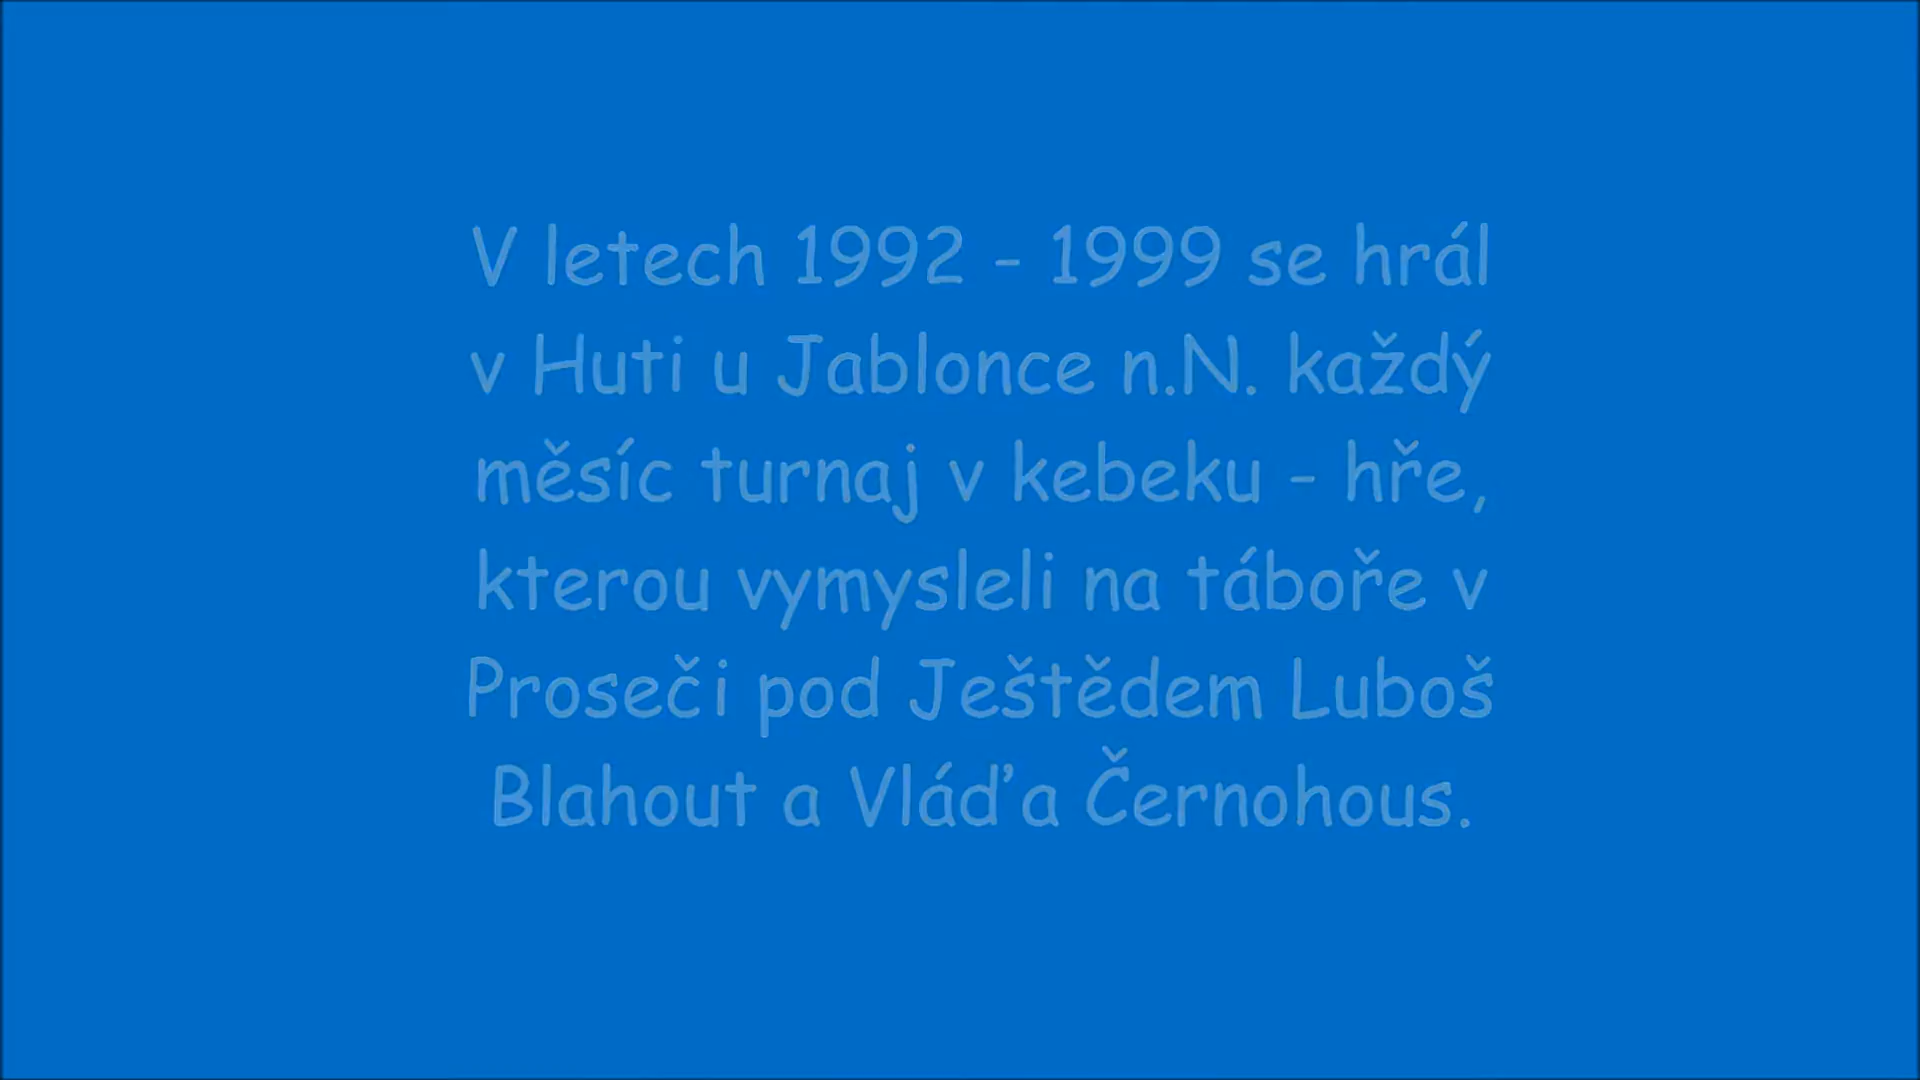 V letech 1992 - 1999 se hrál
v Huti u Jablonce n.N. každý
měsíc turnaj v kebeku - hře,
kterou vymysleli na táboře v
Proseči pod Ještědem Luboš
Blahout a Vláďa Černohous.